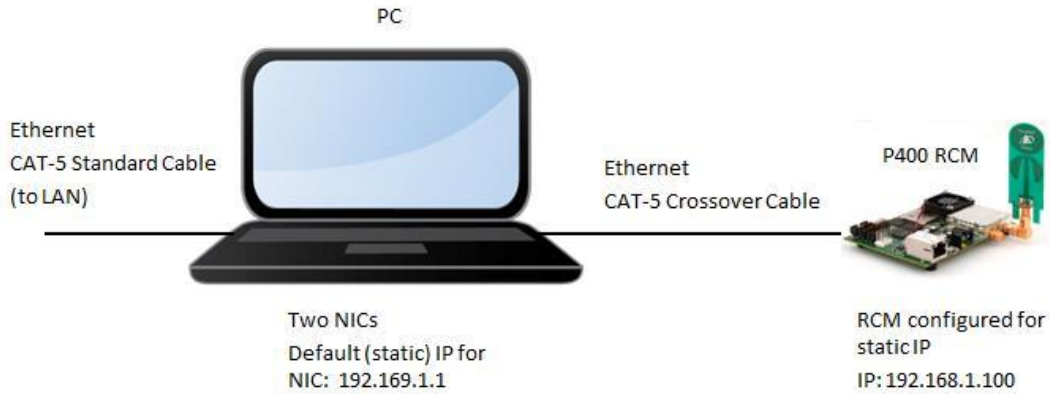 PC
Ethernet
CAT-5 Standard Cable
(to LAN)
Ethernet
CAT-5 Crossover Cable
P400 RCM
Two NICs
Default (static) IP for
NIC: 192.169.1.1
RCM configured for
static IP
IP: 192.168.1.100